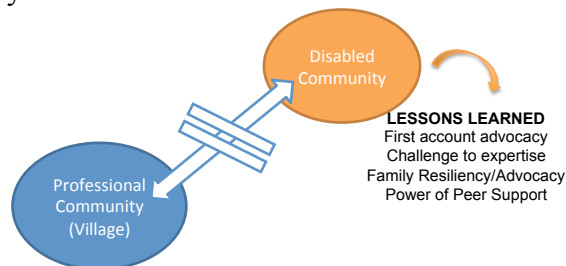 Disabled
Community
LESSONS LEARNED
First account advocacy
Challenge to expertise
Family Resiliency/Advocacy
Power of Peer Support
Professional
Community
(Village)